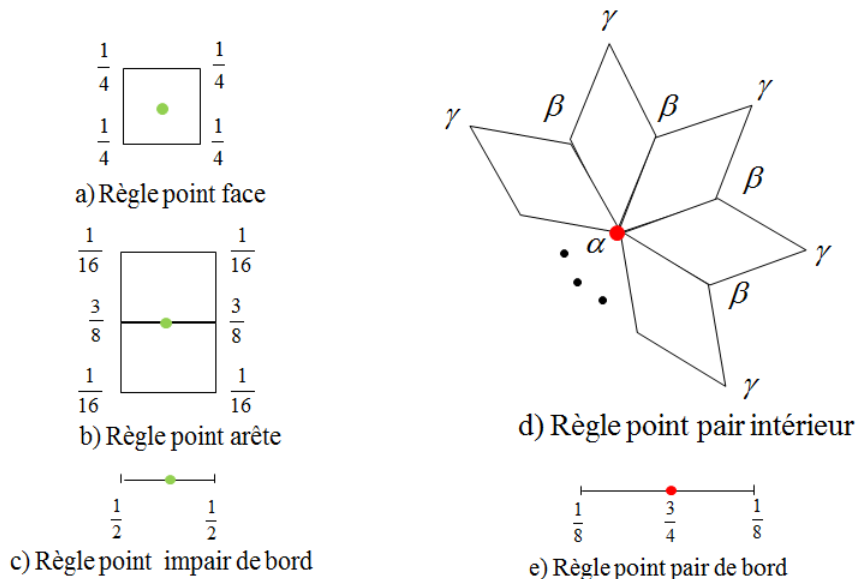 1/4 1/4
1/4 1/4
a) Règle point face
1/16 1/16
3/8 3/8
1/16 1/16
b) Règle point arête
1/2 1/2
c) Règle point impair de bord
γ
γ β β γ
β
α γ
β
γ
d) Règle point pair intérieur
1/8 3/4 1/8
e) Règle point pair de bord